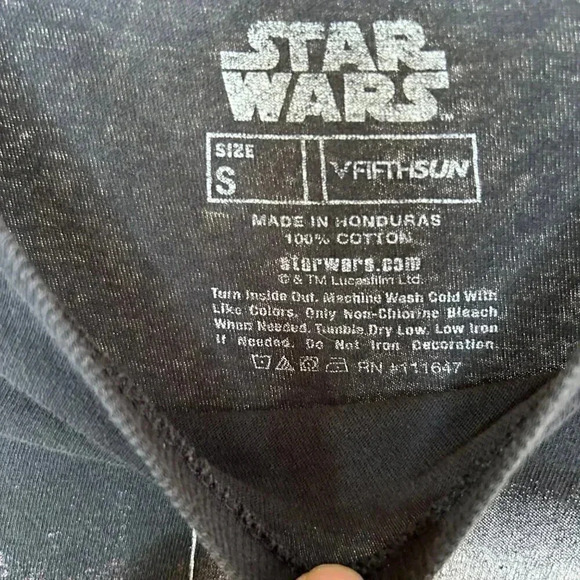 STAR
WARS™
SIZE
S
FIFTHSUN
MADE IN HONDURAS
100% COTTON
starwars.com
© & TM Lucasfilm Ltd.
Turn Inside Out. Machine Wash Cold With
Like Colors. Only Non-Chlorine Bleach
When Needed. Tumble Dry Low. Low Iron
If Needed. Do Not Iron Decoration.
RN #111647